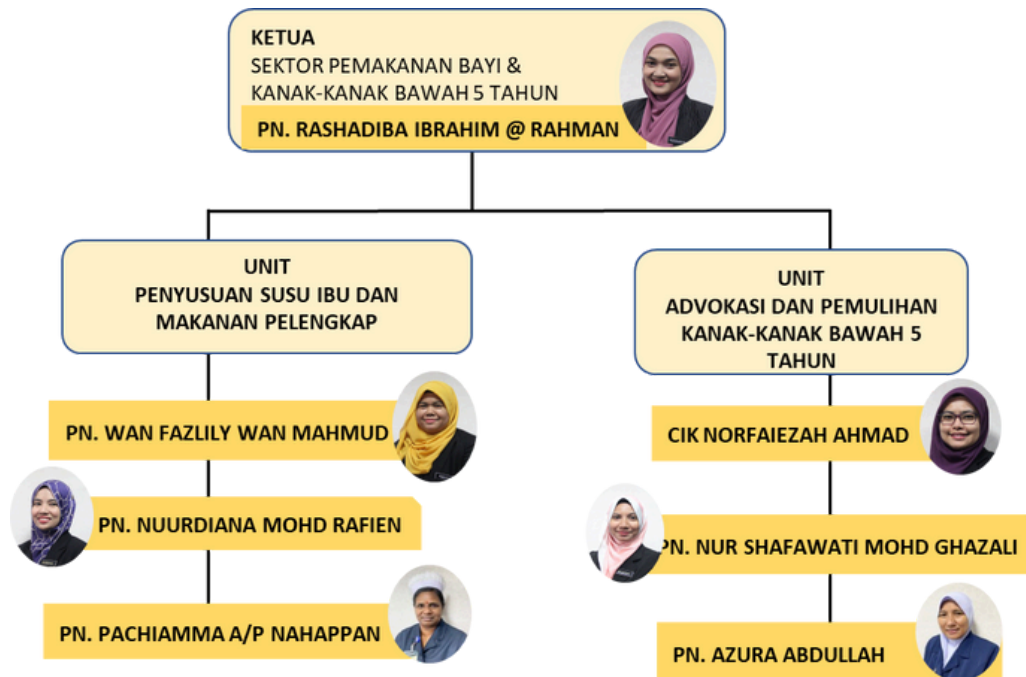 KETUA
SEKTOR PEMAKANAN BAYI &
KANAK-KANAK BAWAH 5 TAHUN
PN. RASHADIBA IBRAHIM @ RAHMAN
UNIT
PENYUSUAN SUSU IBU DAN
MAKANAN PELENGKAP
PN. WAN FAZLILY WAN MAHMUD
PN. NUURDIANA MOHD RAFIEN
PN. PACHIAMMA A/P NAHAPPAN
UNIT
ADVOKASI DAN PEMULIHAN
KANAK-KANAK BAWAH 5
TAHUN
CIK NORFAIEZAH AHMAD
PN. NUR SHAFAWATI MOHD GHAZALI
PN. AZURA ABDULLAH